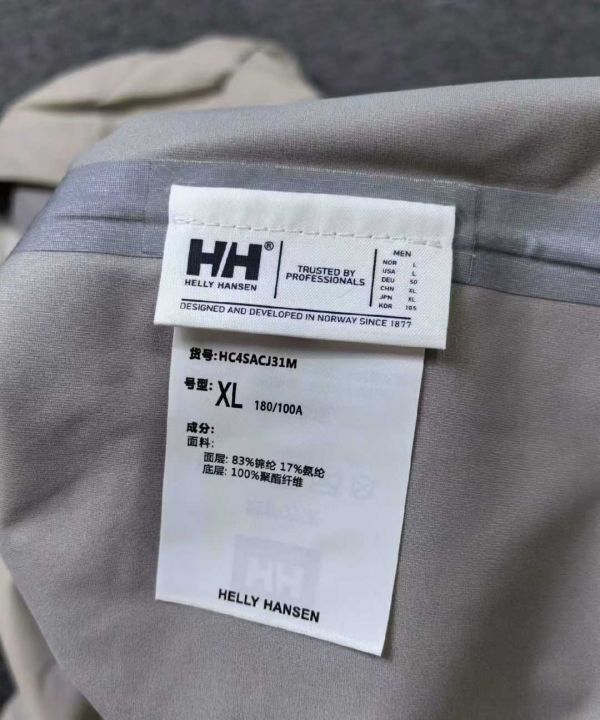 HH®
HELLY HANSEN
TRUSTED BY
PROFESSIONALS
MEN
NOR L
USA L
DEU 50
CHN XL
JPN XL
KOR 105
DESIGNED AND DEVELOPED IN NORWAY SINCE 1877
货号:HC4SACJ31M
号型:XL 180/100A
成分:
面料:
面层: 83%锦纶 17%氨纶
底层: 100%聚酯纤维
HELLY HANSEN